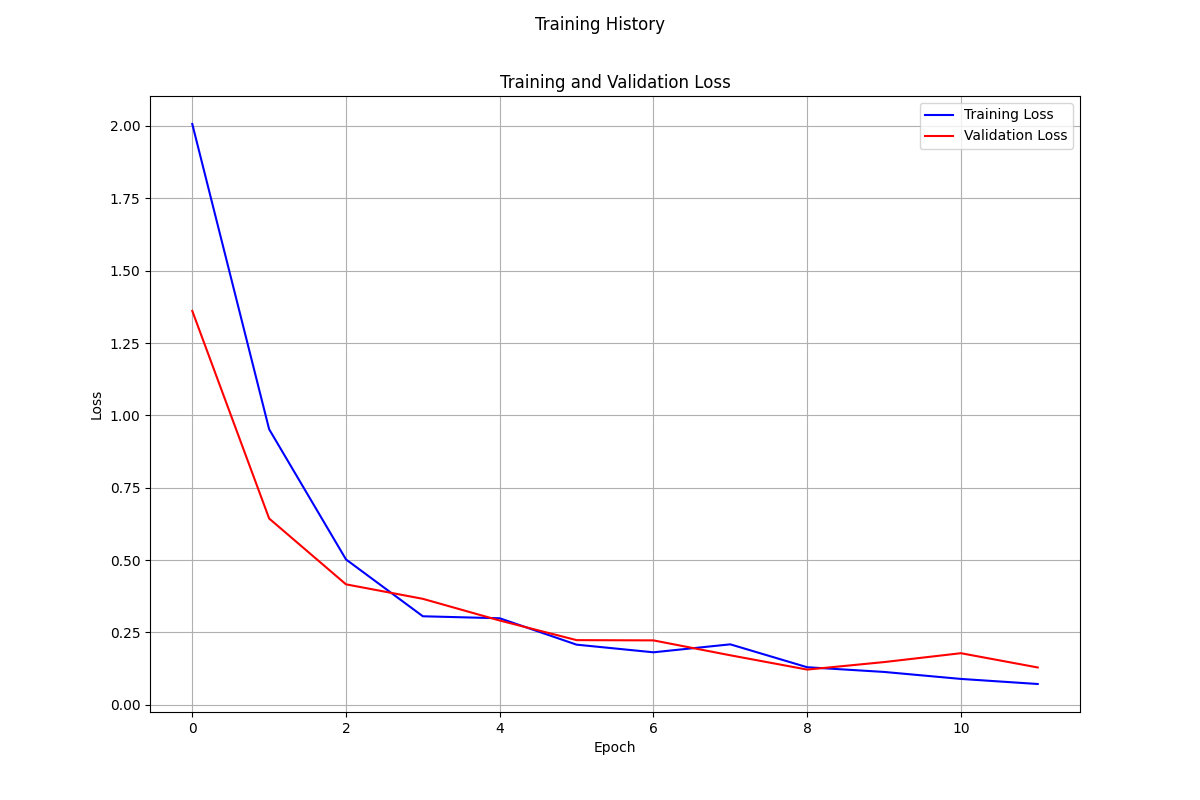 Training History
Training and Validation Loss
Training Loss
Validation Loss
2.00
1.75
1.50
1.25
1.00
0.75
0.50
0.25
0.00
Loss
0 2 4 6 8 10
Epoch